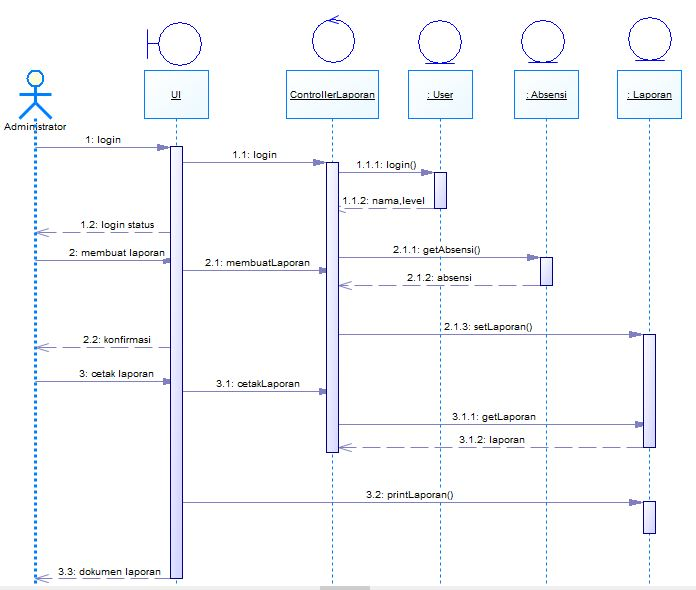 UI
ControllerLaporan
: User
: Absensi
: Laporan
Administrator
1: login
1.1: login
1.1.1: login()
1.1.2: nama,level
1.2: login status
2: membuat laporan
2.1: membuatLaporan
2.1.1: getAbsensi()
2.1.2: absensi
2.1.3: setLaporan()
2.2: konfirmasi
3: cetak laporan
3.1: cetakLaporan
3.1.1: getLaporan
3.1.2: laporan
3.2: printLaporan()
3.3: dokumen laporan